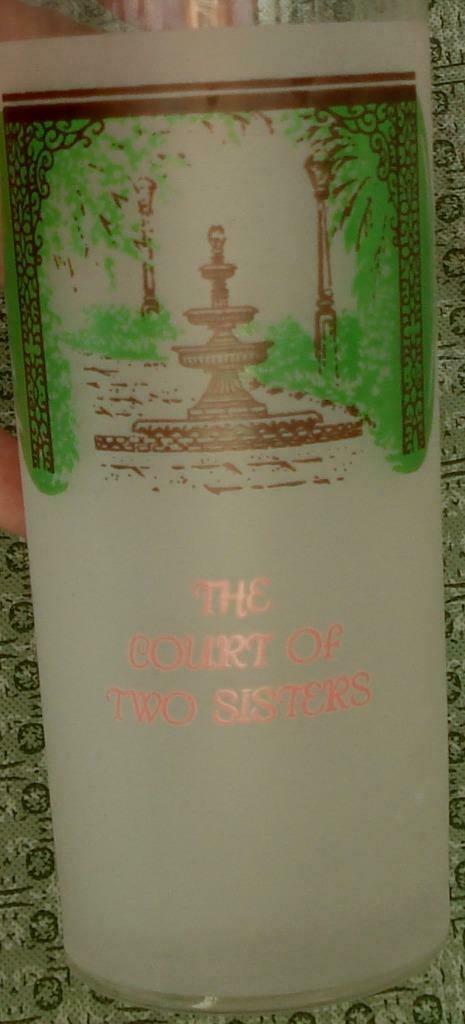 THE
COURT OF
TWO SISTERS